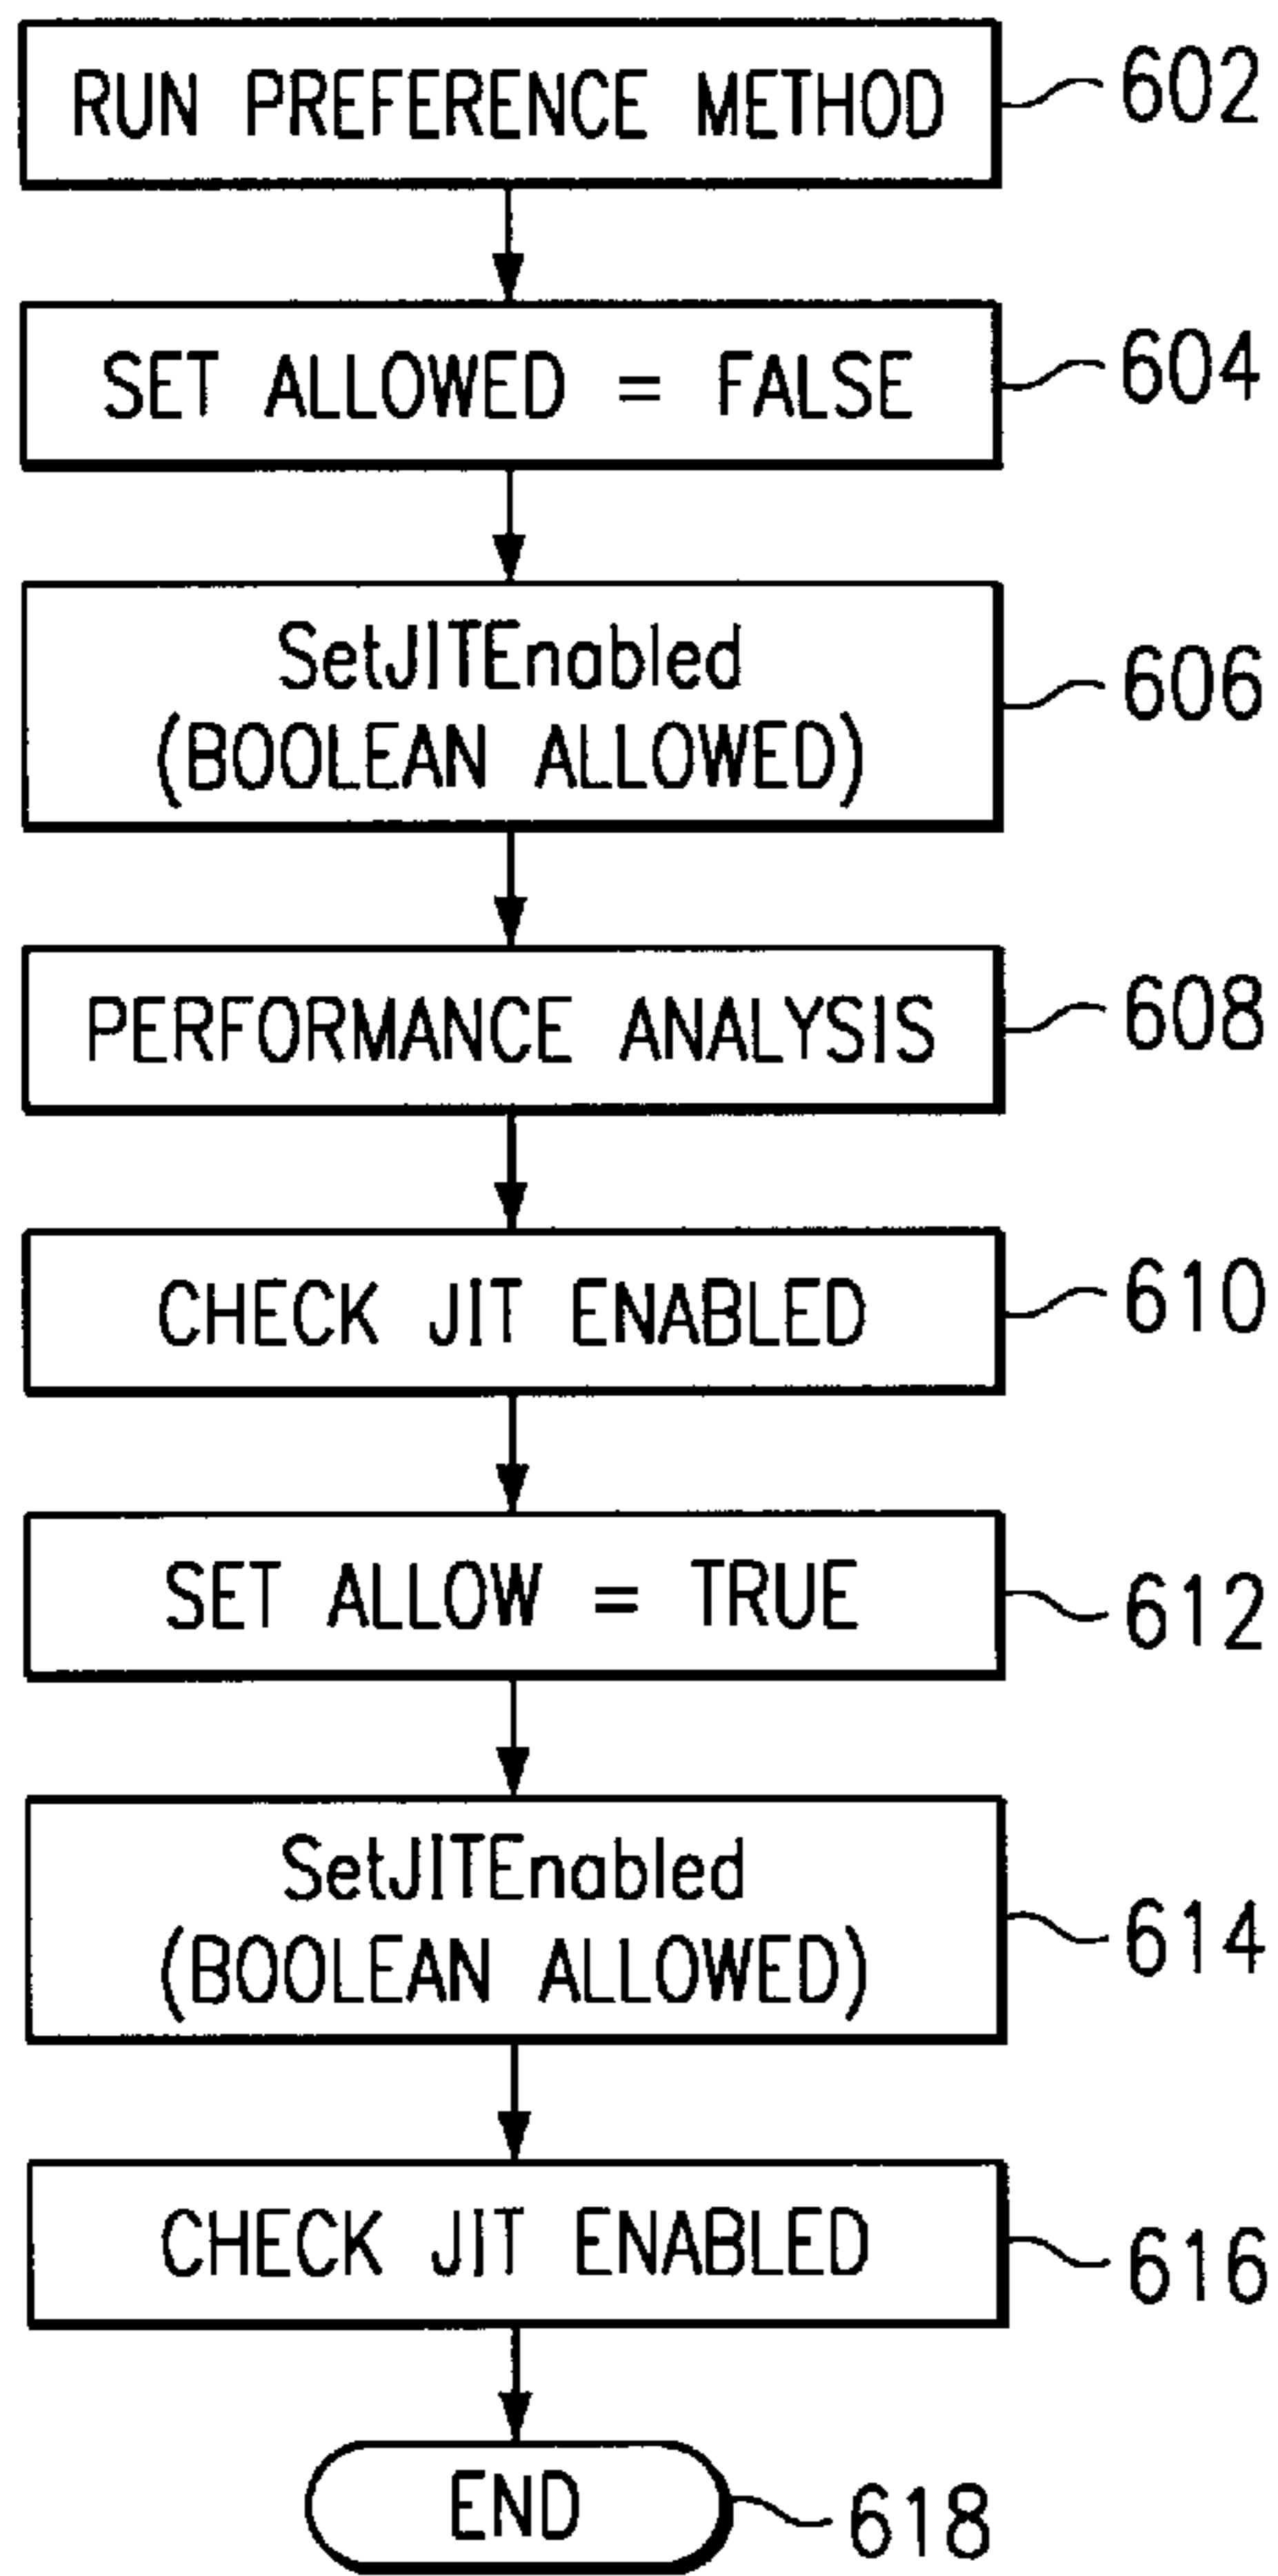 RUN PREFERENCE METHOD
602
SET ALLOWED = FALSE
604
SetJITEnabled
(BOOLEAN ALLOWED)
606
PERFORMANCE ANALYSIS
608
CHECK JIT ENABLED
610
SET ALLOW = TRUE
612
SetJITEnabled
(BOOLEAN ALLOWED)
614
CHECK JIT ENABLED
616
END
618